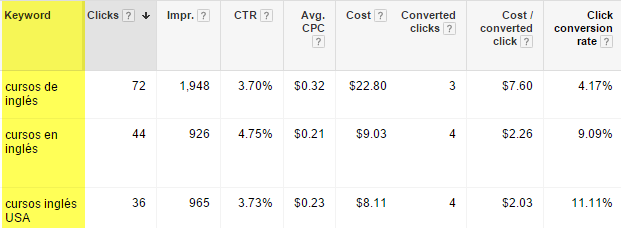 Keyword Clicks ? ↓ Impr. ? CTR ? Avg. CPC ? Cost ? Converted clicks ? Cost / converted click ? Click conversion rate ?
cursos de inglés 72 1,948 3.70% $0.32 $22.80 3 $7.60 4.17%
cursos en inglés 44 926 4.75% $0.21 $9.03 4 $2.26 9.09%
cursos inglés USA 36 965 3.73% $0.23 $8.11 4 $2.03 11.11%